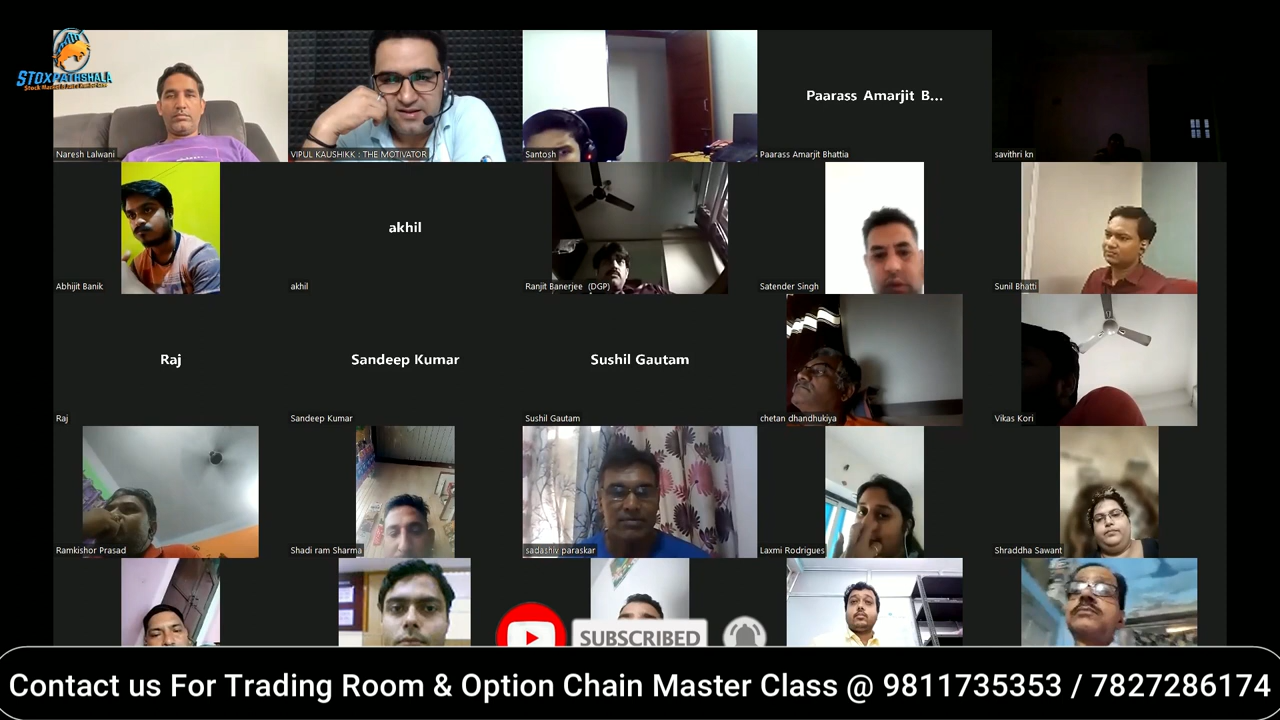 STOXPATHSHALA
Paarass Amarjit B...
Naresh Lalwani
VIPUL KAUSHIKK : THE MOTIVATOR
Santosh
Paarass Amarjit Bhattia
savithri kn
akhil
Abhijit Banik
akhil
Ranjit Banerjee (DGP)
Satender Singh
Sunil Bhatti
Raj
Sandeep Kumar
Sushil Gautam
Raj
Sandeep Kumar
Sushil Gautam
chetan dhandhukiya
Vikas Kori
Ramkishor Prasad
Shadi ram Sharma
sadashiv paraskar
Laxmi Rodrigues
Shraddha Sawant
SUBSCRIBED
Contact us For Trading Room & Option Chain Master Class @ 9811735353 / 7827286174